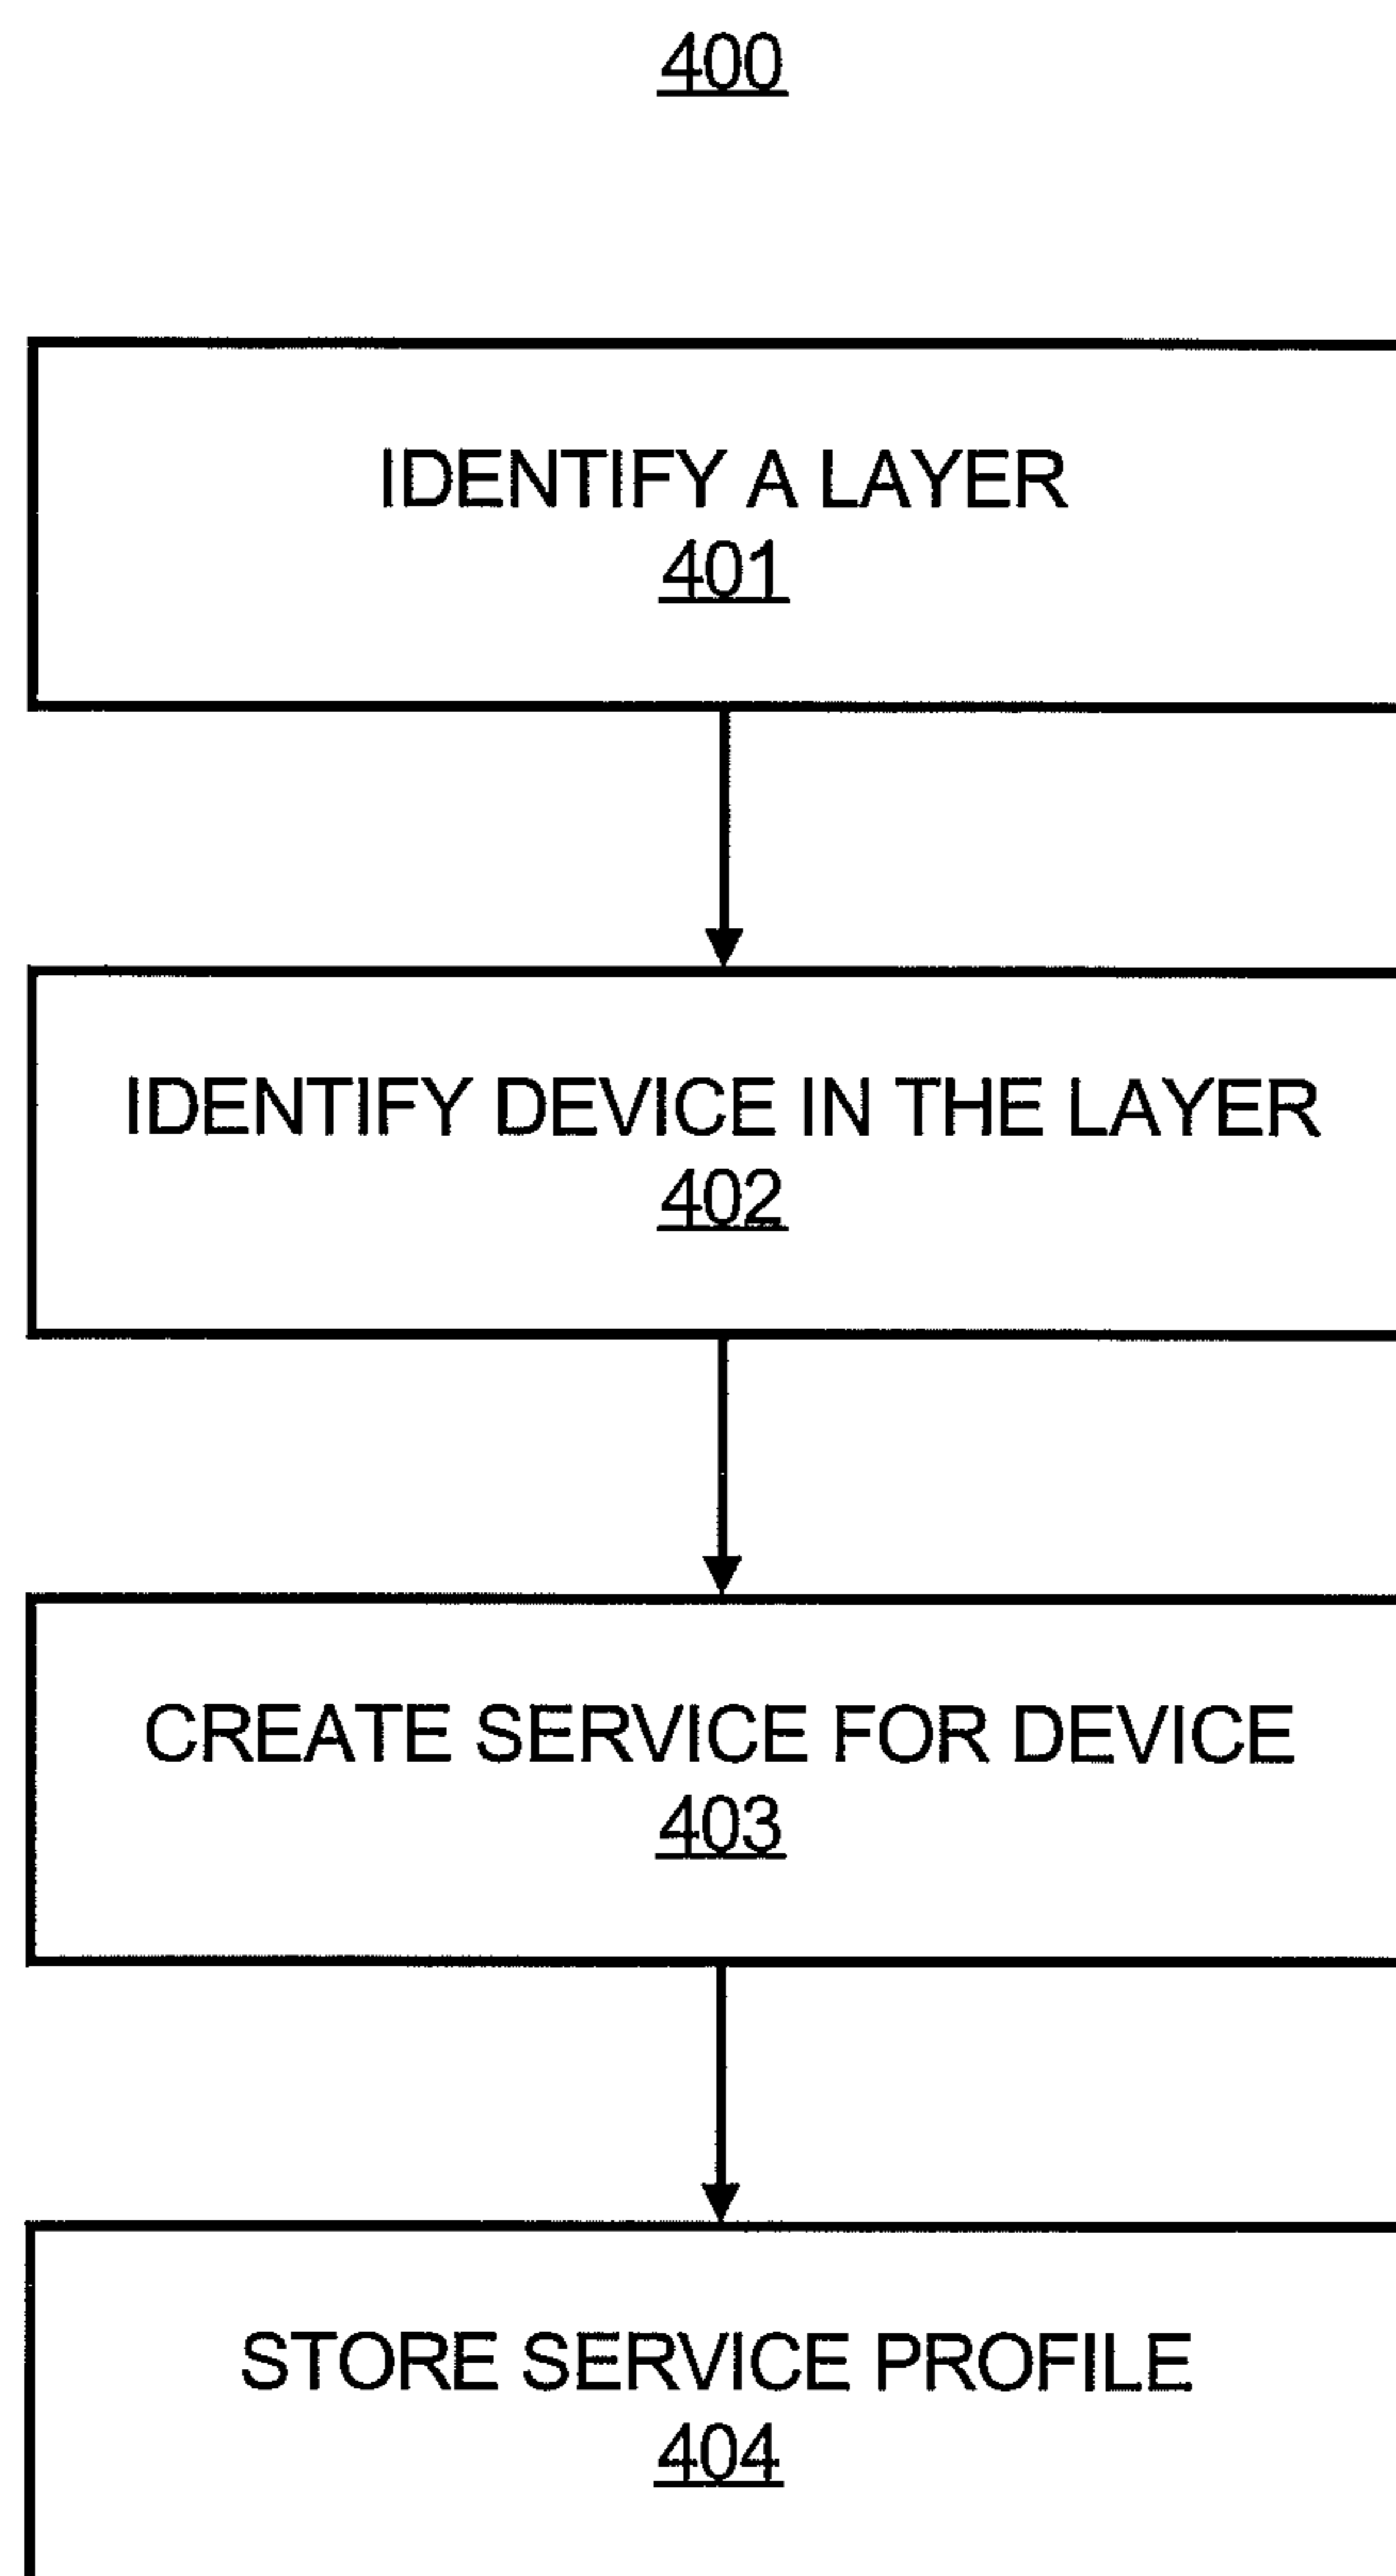 400
IDENTIFY A LAYER
401
IDENTIFY DEVICE IN THE LAYER
402
CREATE SERVICE FOR DEVICE
403
STORE SERVICE PROFILE
404